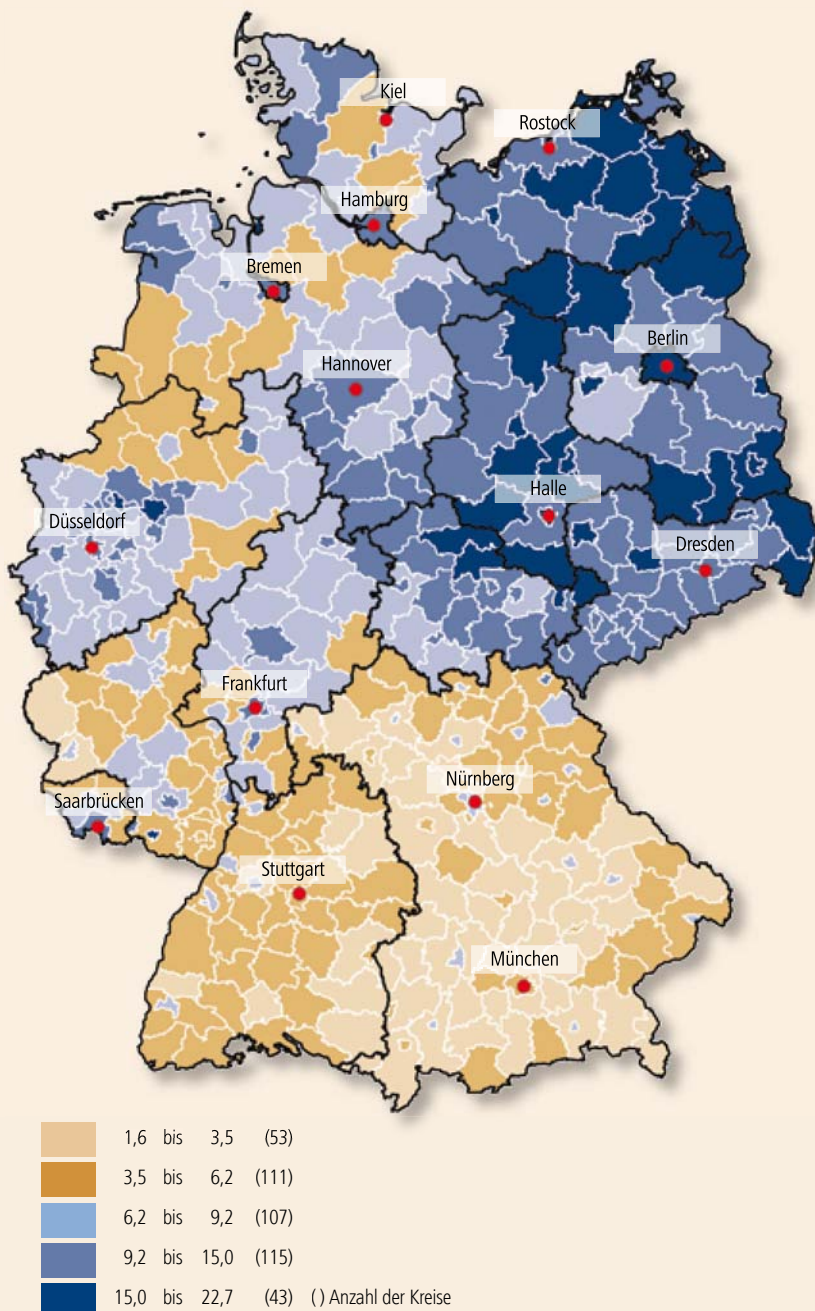 Kiel
Rostock
Hamburg
Bremen
Berlin
Hannover
Halle
Düsseldorf
Dresden
Frankfurt
Nürnberg
Saarbrücken
Stuttgart
München
1,6 bis 3,5 (53)
3,5 bis 6,2 (111)
6,2 bis 9,2 (107)
9,2 bis 15,0 (115)
15,0 bis 22,7 (43) ( ) Anzahl der Kreise